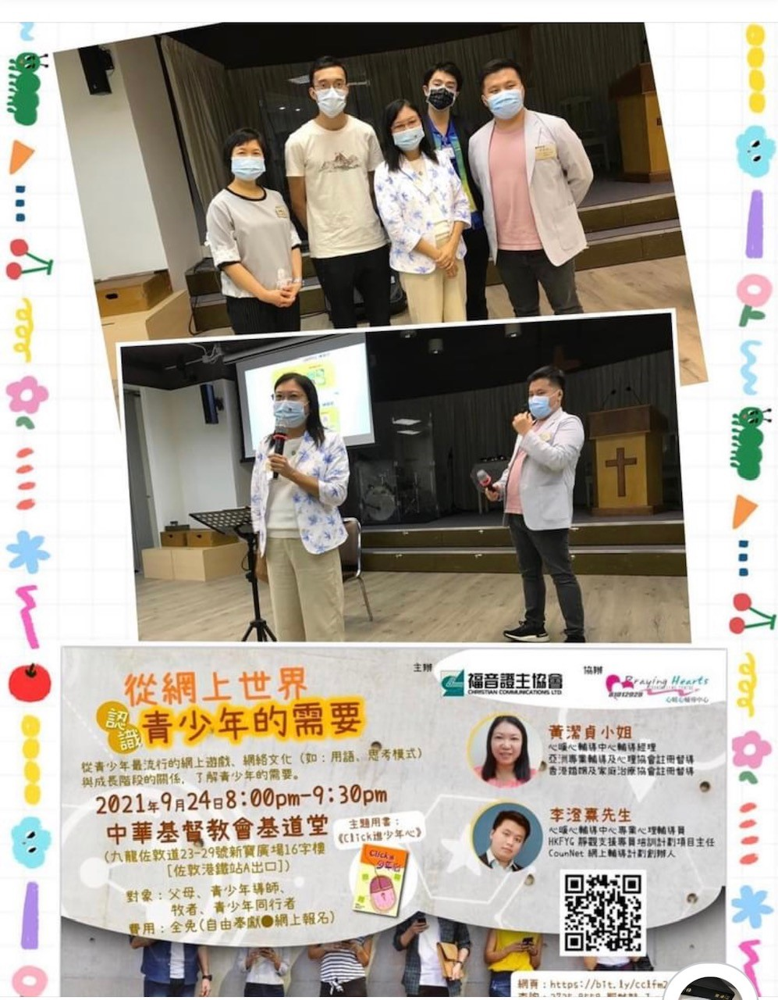 主辦
福音證主協會
CHRISTIAN COMMUNICATIONS LTD.
協辦
Braying Hearts
81012028
心暖心輔導中心
從網上世界
認識
青少年的需要
從青少年最流行的網上遊戲、網絡文化 (如：用語、思考模式)
與成長階段的關係，了解青少年的需要。
2021年9月24日8:00pm-9:30pm
中華基督教會基道堂
(九龍佐敦道23-29號新寶廣場16字樓
[佐敦港鐵站A出口])
主題用書：
《Click進少年心》
Click進
少年心
對象：父母、青少年導師、
牧者、青少年同行者
費用：全免(自由奉獻●網上報名)
黃潔貞小姐
心暖心輔導中心輔導經理
亞洲專業輔導及心理協會註冊督導
香港婚姻及家庭治療協會註冊督導
李澄熹先生
心暖心輔導中心專業心理輔導員
HKFYG 靜觀支援專員培訓計劃項目主任
CounNet 網上輔導計劃創辦人
網頁：https://bit.ly/cclfm2